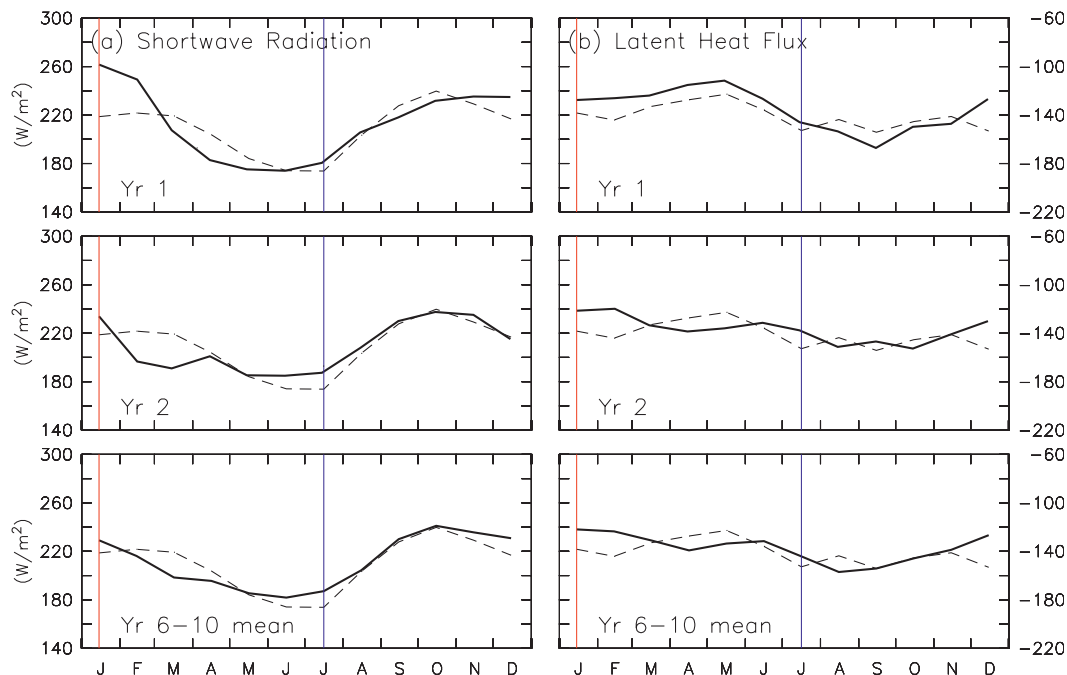 (a) Shortwave Radiation
(b) Latent Heat Flux
300
260
220
180
140
(W/m²)
Yr 1
Yr 1
-60
-100
-140
-180
-220
300
260
220
180
140
(W/m²)
Yr 2
Yr 2
-60
-100
-140
-180
-220
300
260
220
180
140
(W/m²)
Yr 6-10 mean
Yr 6-10 mean
-60
-100
-140
-180
-220
J F M A M J J A S O N D
J F M A M J J A S O N D